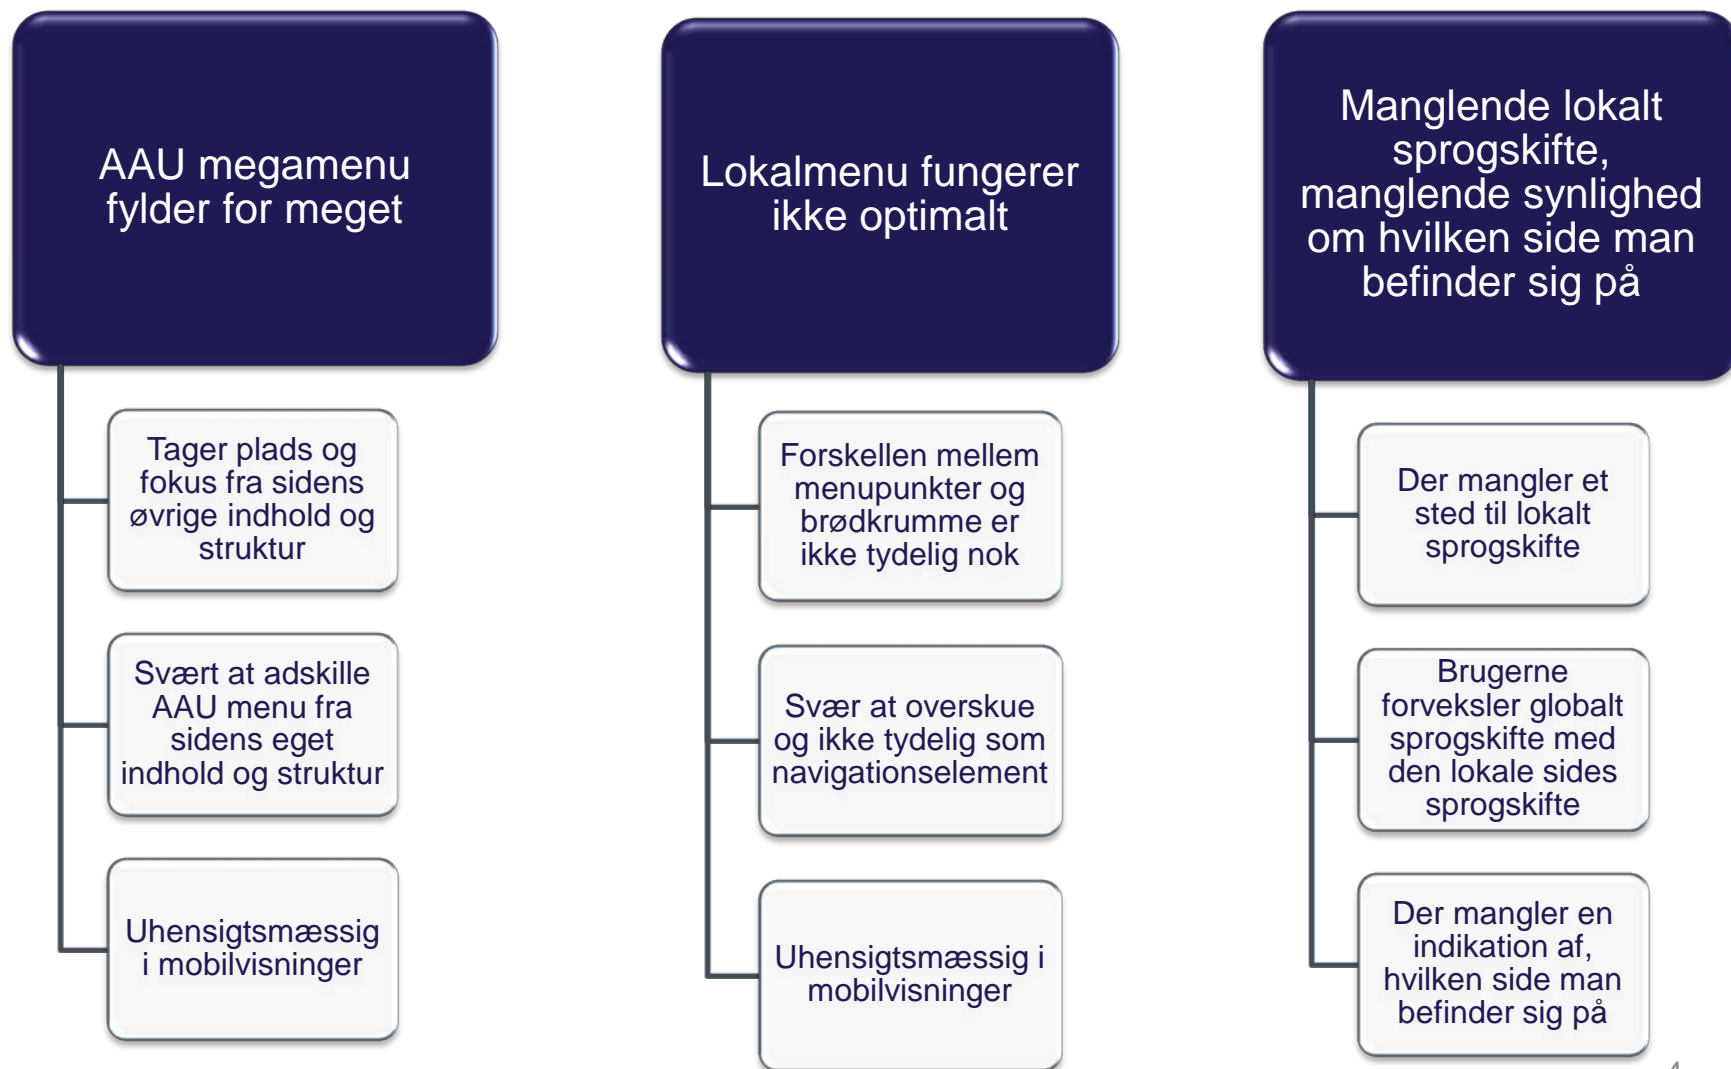 AAU megamenu
fylder for meget
Tager plads og
fokus fra sidens
øvrige indhold og
struktur
Svært at adskille
AAU menu fra
sidens eget
indhold og struktur
Uhensigtsmæssig
i mobilvisninger
Lokalmenu fungerer
ikke optimalt
Forskellen mellem
menupunkter og
brødkrumme er
ikke tydelig nok
Svær at overskue
og ikke tydelig som
navigationselement
Uhensigtsmæssig i
mobilvisninger
Manglende lokalt
sprogskifte,
manglende synlighed
om hvilken side man
befinder sig på
Der mangler et
sted til lokalt
sprogskifte
Brugerne
forveksler globalt
sprogskifte med
den lokale sides
sprogskifte
Der mangler en
indikation af,
hvilken side man
befinder sig på